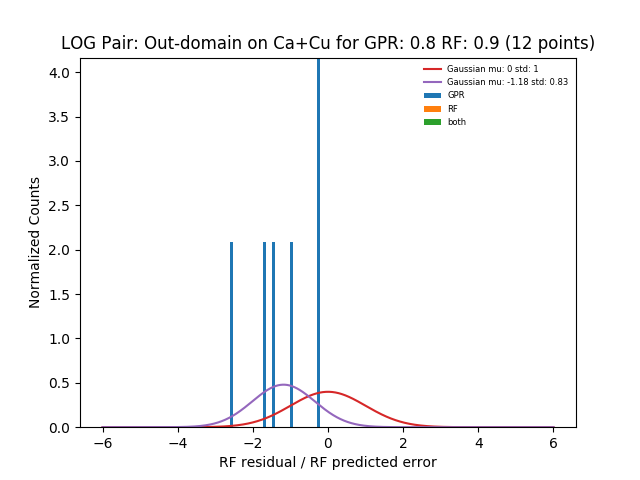 LOG Pair: Out-domain on Ca+Cu for GPR: 0.8 RF: 0.9 (12 points)
Gaussian mu: 0 std: 1
Gaussian mu: -1.18 std: 0.83
GPR
RF
both
Normalized Counts
4.0
3.5
3.0
2.5
2.0
1.5
1.0
0.5
0.0
−6 −4 −2 0 2 4 6
RF residual / RF predicted error